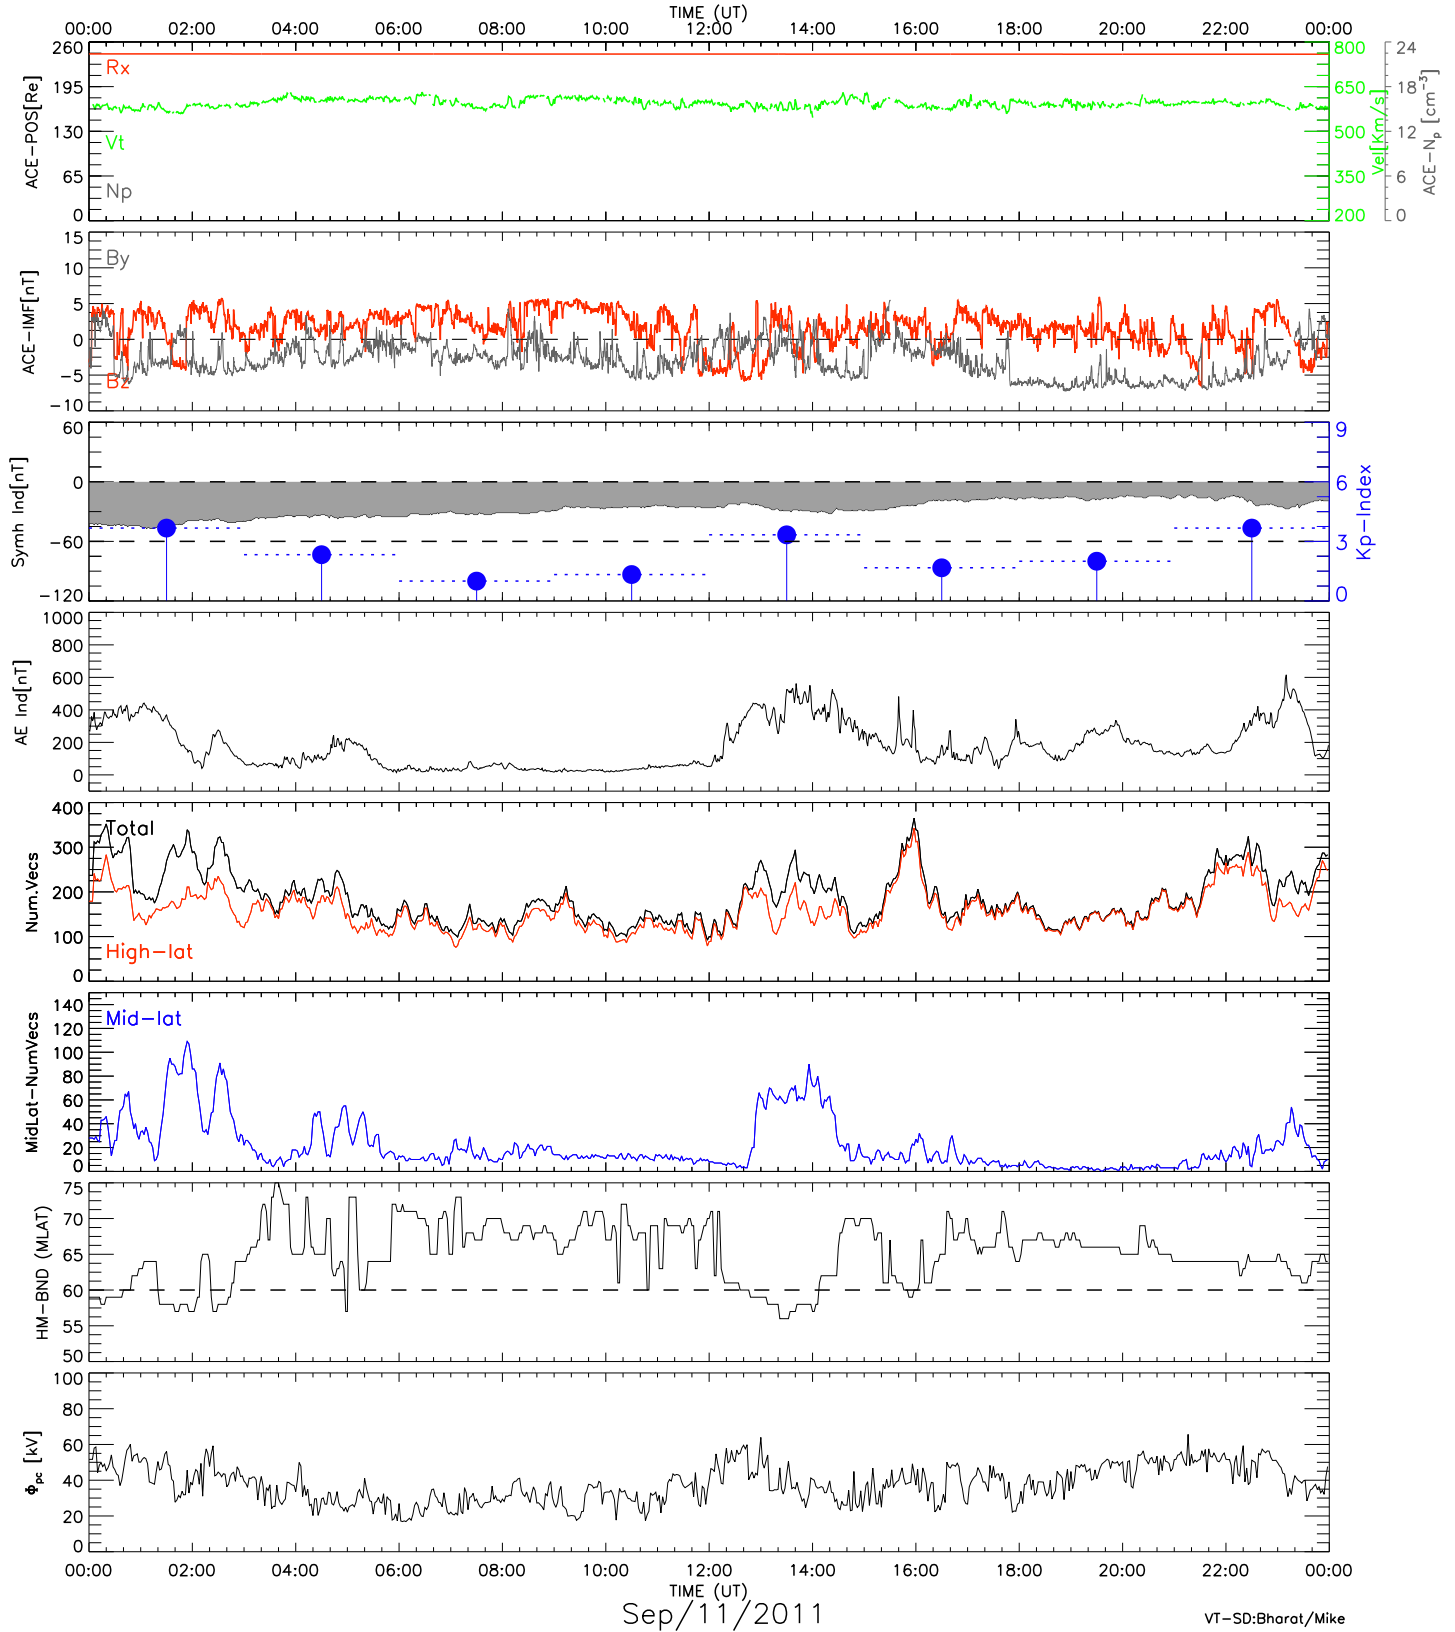 TIME (UT)
00:00 02:00 04:00 06:00 08:00 10:00 12:00 14:00 16:00 18:00 20:00 22:00 00:00
ACE-POS[Re]
260
195
130
65
0
Rx
Vt
Np
800
650
500
350
200
Vel[Km/s]
24
18
12
6
0
ACE-Np [cm⁻³]
ACE-IMF[nT]
15
10
5
0
-5
-10
By
Bz
Symh Ind[nT]
60
0
-60
-120
9
6
3
0
Kp-Index
AE Ind[nT]
1000
800
600
400
200
0
Num.Vecs
400
300
200
100
0
Total
High-lat
MidLat-NumVecs
140
120
100
80
60
40
20
0
Mid-lat
HM-BND (MLAT)
75
70
65
60
55
50
Φpc [kV]
100
80
60
40
20
0
00:00 02:00 04:00 06:00 08:00 10:00 12:00 14:00 16:00 18:00 20:00 22:00 00:00
TIME (UT)
Sep/11/2011
VT-SD:Bharat/Mike